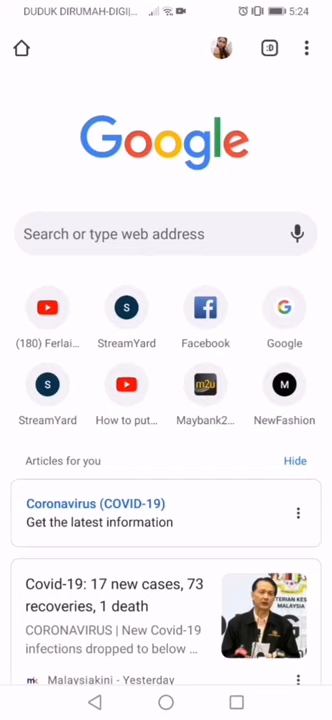 DUDUK DIRUMAH-DIGI|...
5:24
:D
Google
Search or type web address
(180) Ferlai...
StreamYard
Facebook
Google
StreamYard
How to put...
Maybank2...
NewFashion
Articles for you
Hide
Coronavirus (COVID-19)
Get the latest information
Covid-19: 17 new cases, 73
recoveries, 1 death
CORONAVIRUS | New Covid-19
infections dropped to below ...
Malaysiakini - Yesterday